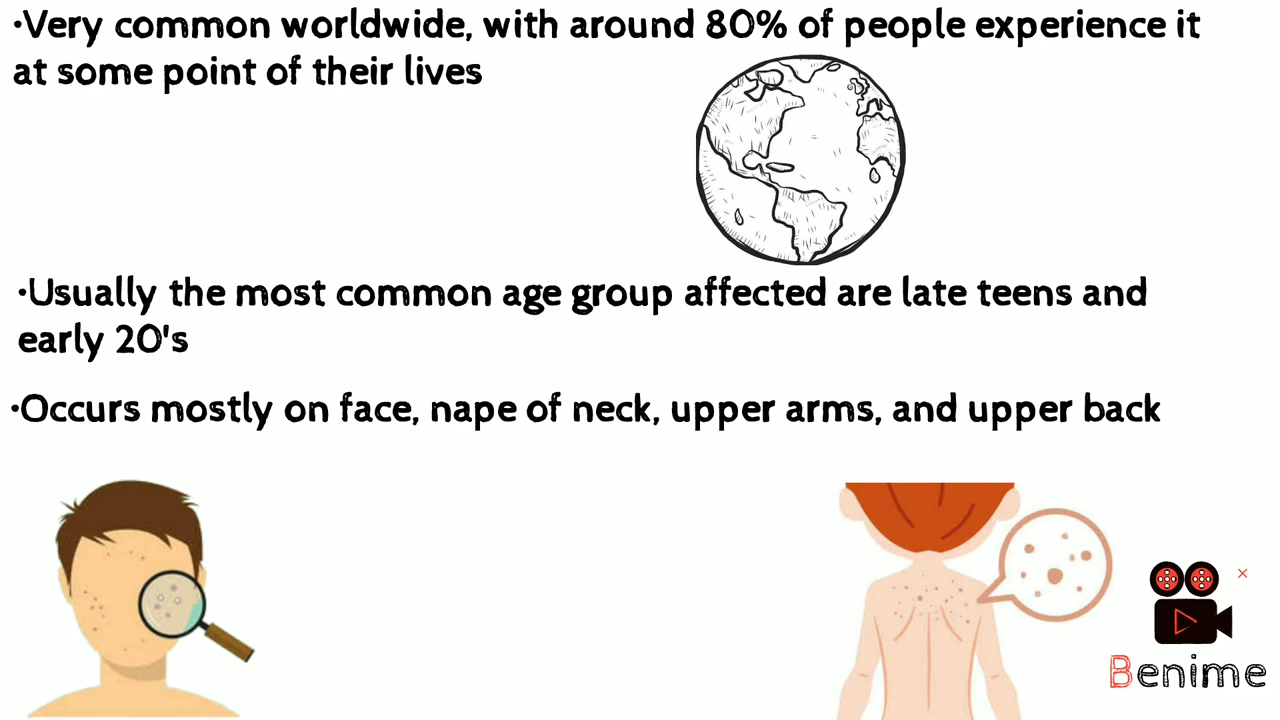 •Very common worldwide, with around 80% of people experience it
at some point of their lives
•Usually the most common age group affected are late teens and
early 20's
•Occurs mostly on face, nape of neck, upper arms, and upper back
Benime